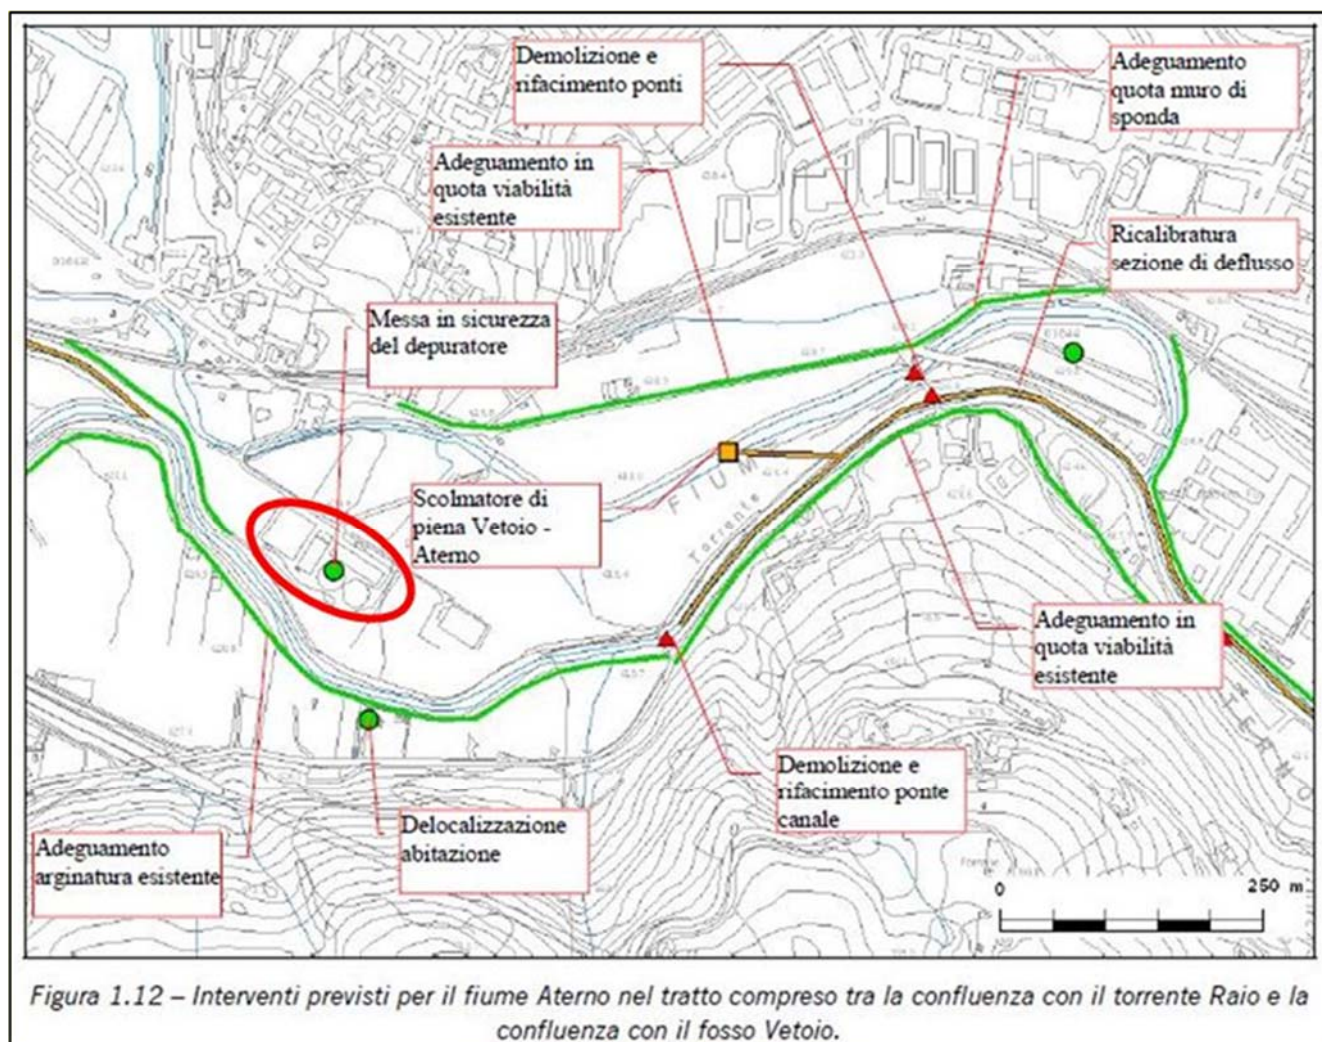 Demolizione e
rifacimento ponti
Adeguamento
quota muro di
sponda
Adeguamento in
quota viabilità
esistente
Ricalibratura
sezione di deflusso
Messa in sicurezza
del depuratore
Scolmatore di
piena Vetoio -
Aterno
FIUM
Torrente
Adeguamento in
quota viabilità
esistente
Demolizione e
rifacimento ponte
canale
Delocalizzazione
abitazione
Adeguamento
arginatura esistente
0 250 m
Figura 1.12 – Interventi previsti per il fiume Aterno nel tratto compreso tra la confluenza con il torrente Raio e la
confluenza con il fosso Vetoio.